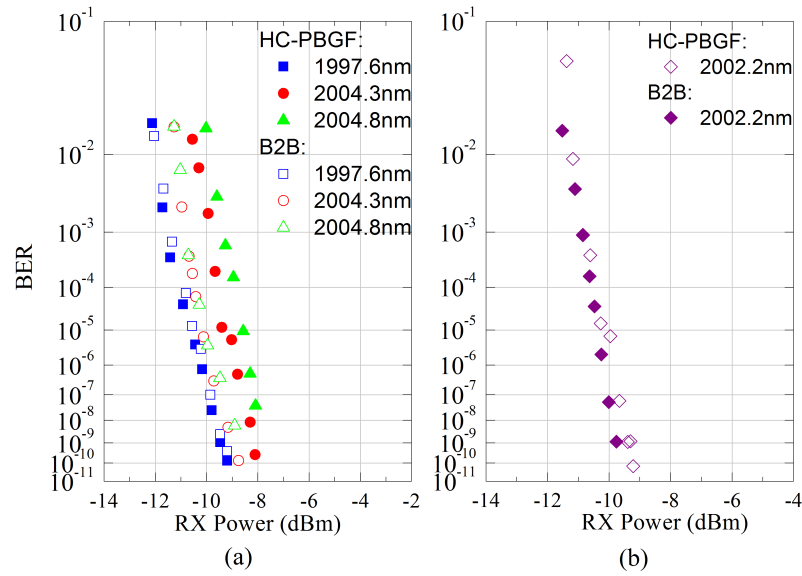 HC-PBGF:
1997.6nm
2004.3nm
2004.8nm
B2B:
1997.6nm
2004.3nm
2004.8nm
BER
10^-1
10^-2
10^-3
10^-4
10^-5
10^-6
10^-7
10^-8
10^-9
10^-10
10^-11
-14 -12 -10 -8 -6 -4 -2
RX Power (dBm)
(a)
HC-PBGF:
2002.2nm
B2B:
2002.2nm
10^-1
10^-2
10^-3
10^-4
10^-5
10^-6
10^-7
10^-8
10^-9
10^-10
10^-11
-14 -12 -10 -8 -6 -4
RX Power (dBm)
(b)